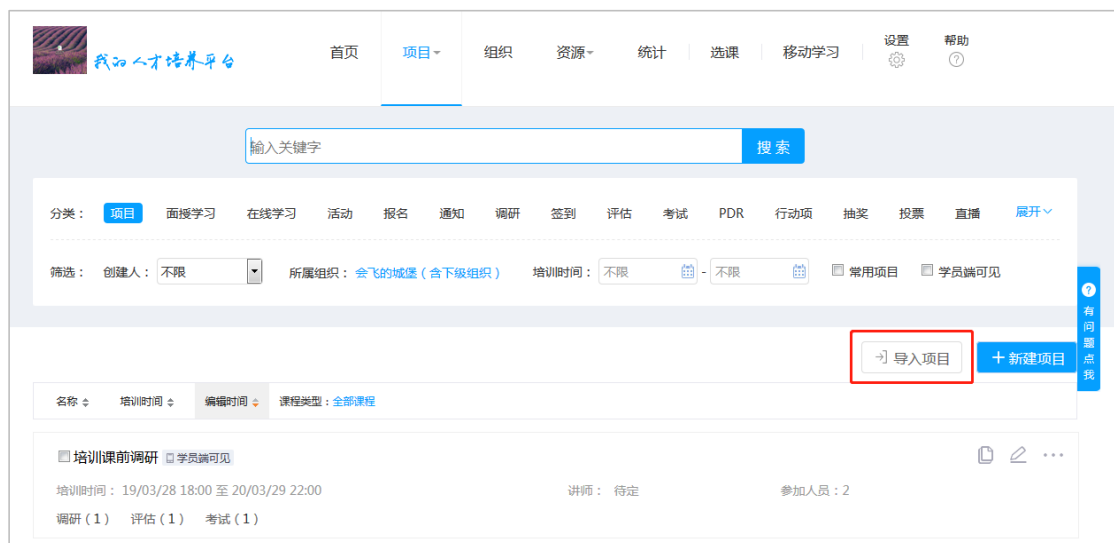 我的人才培养平台 首页 项目 组织 资源 统计 选课 移动学习 设置 帮助
输入关键字 搜索
分类： 项目 面授学习 在线学习 活动 报名 通知 调研 签到 评估 考试 PDR 行动项 抽奖 投票 直播 展开
筛选： 创建人： 不限 所属组织： 会飞的城堡（含下级组织） 培训时间： 不限 - 不限 常用项目 学员端可见
有问题点我
导入项目 + 新建项目
名称 培训时间 编辑时间 课程类型：全部课程
培训课前调研 学员端可见
培训时间： 19/03/28 18:00 至 20/03/29 22:00 讲师： 待定 参加人员：2
调研（1） 评估（1） 考试（1）